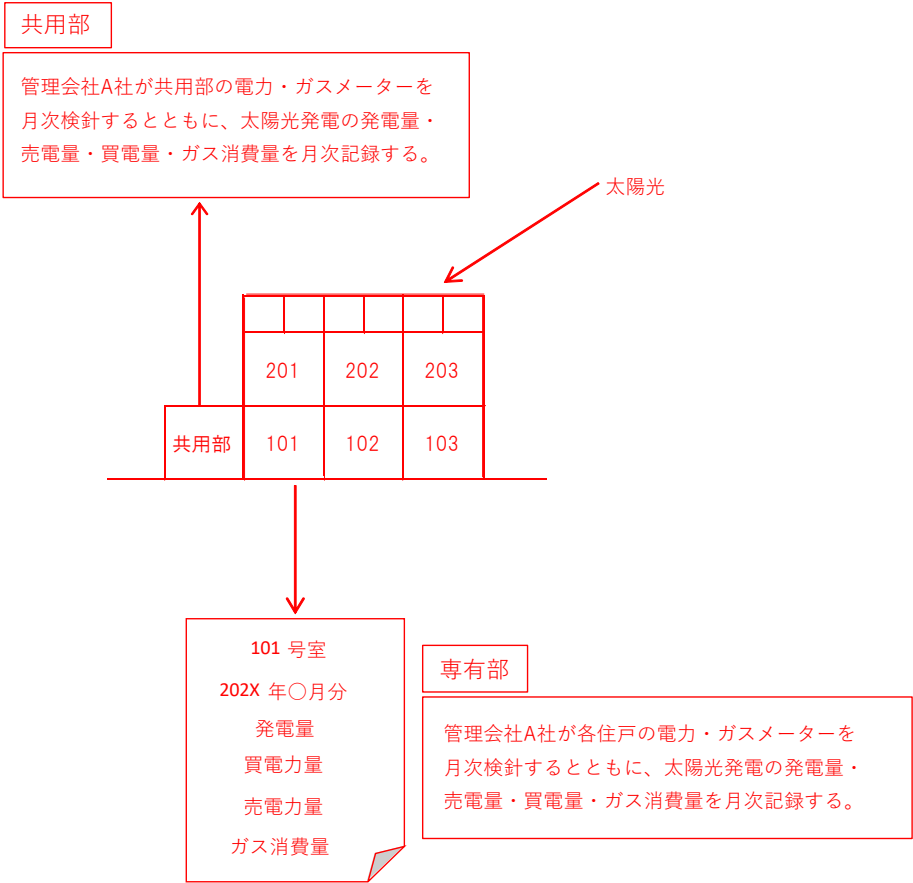 共用部
管理会社A社が共用部の電力・ガスメーターを
月次検針するとともに、太陽光発電の発電量・
売電量・買電量・ガス消費量を月次記録する。
太陽光
201
202
203
共用部
101
102
103
101 号室
202X 年〇月分
発電量
買電力量
売電力量
ガス消費量
専有部
管理会社A社が各住戸の電力・ガスメーターを
月次検針するとともに、太陽光発電の発電量・
売電量・買電量・ガス消費量を月次記録する。